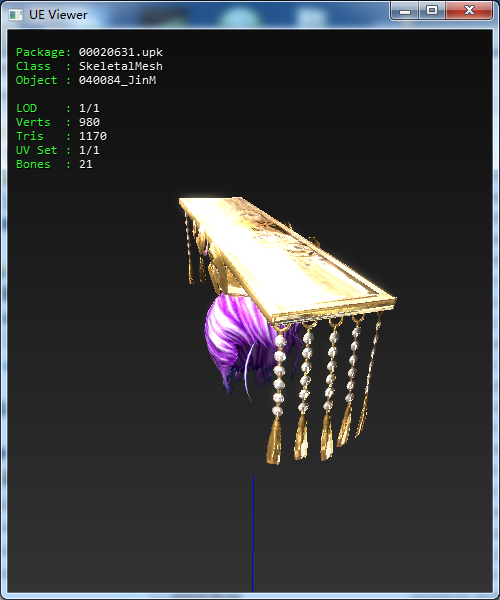 UE Viewer
Package: 00020631.upk
Class : SkeletalMesh
Object : 040084_JinM
LOD : 1/1
Verts : 980
Tris : 1170
UV Set : 1/1
Bones : 21